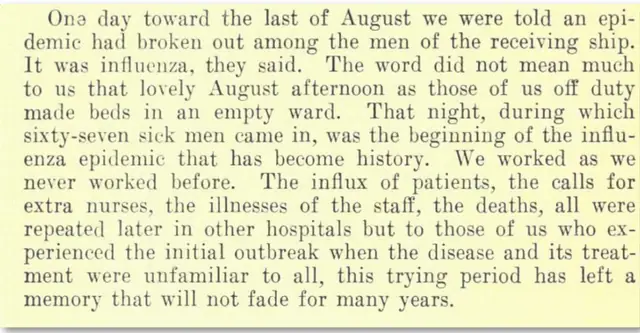 One day toward the last of August we were told an epi-
demic had broken out among the men of the receiving ship.
It was influenza, they said. The word did not mean much
to us that lovely August afternoon as those of us off duty
made beds in an empty ward. That night, during which
sixty-seven sick men came in, was the beginning of the influ-
enza epidemic that has become history. We worked as we
never worked before. The influx of patients, the calls for
extra nurses, the illnesses of the staff, the deaths, all were
repeated later in other hospitals but to those of us who ex-
perienced the initial outbreak when the disease and its treat-
ment were unfamiliar to all, this trying period has left a
memory that will not fade for many years.